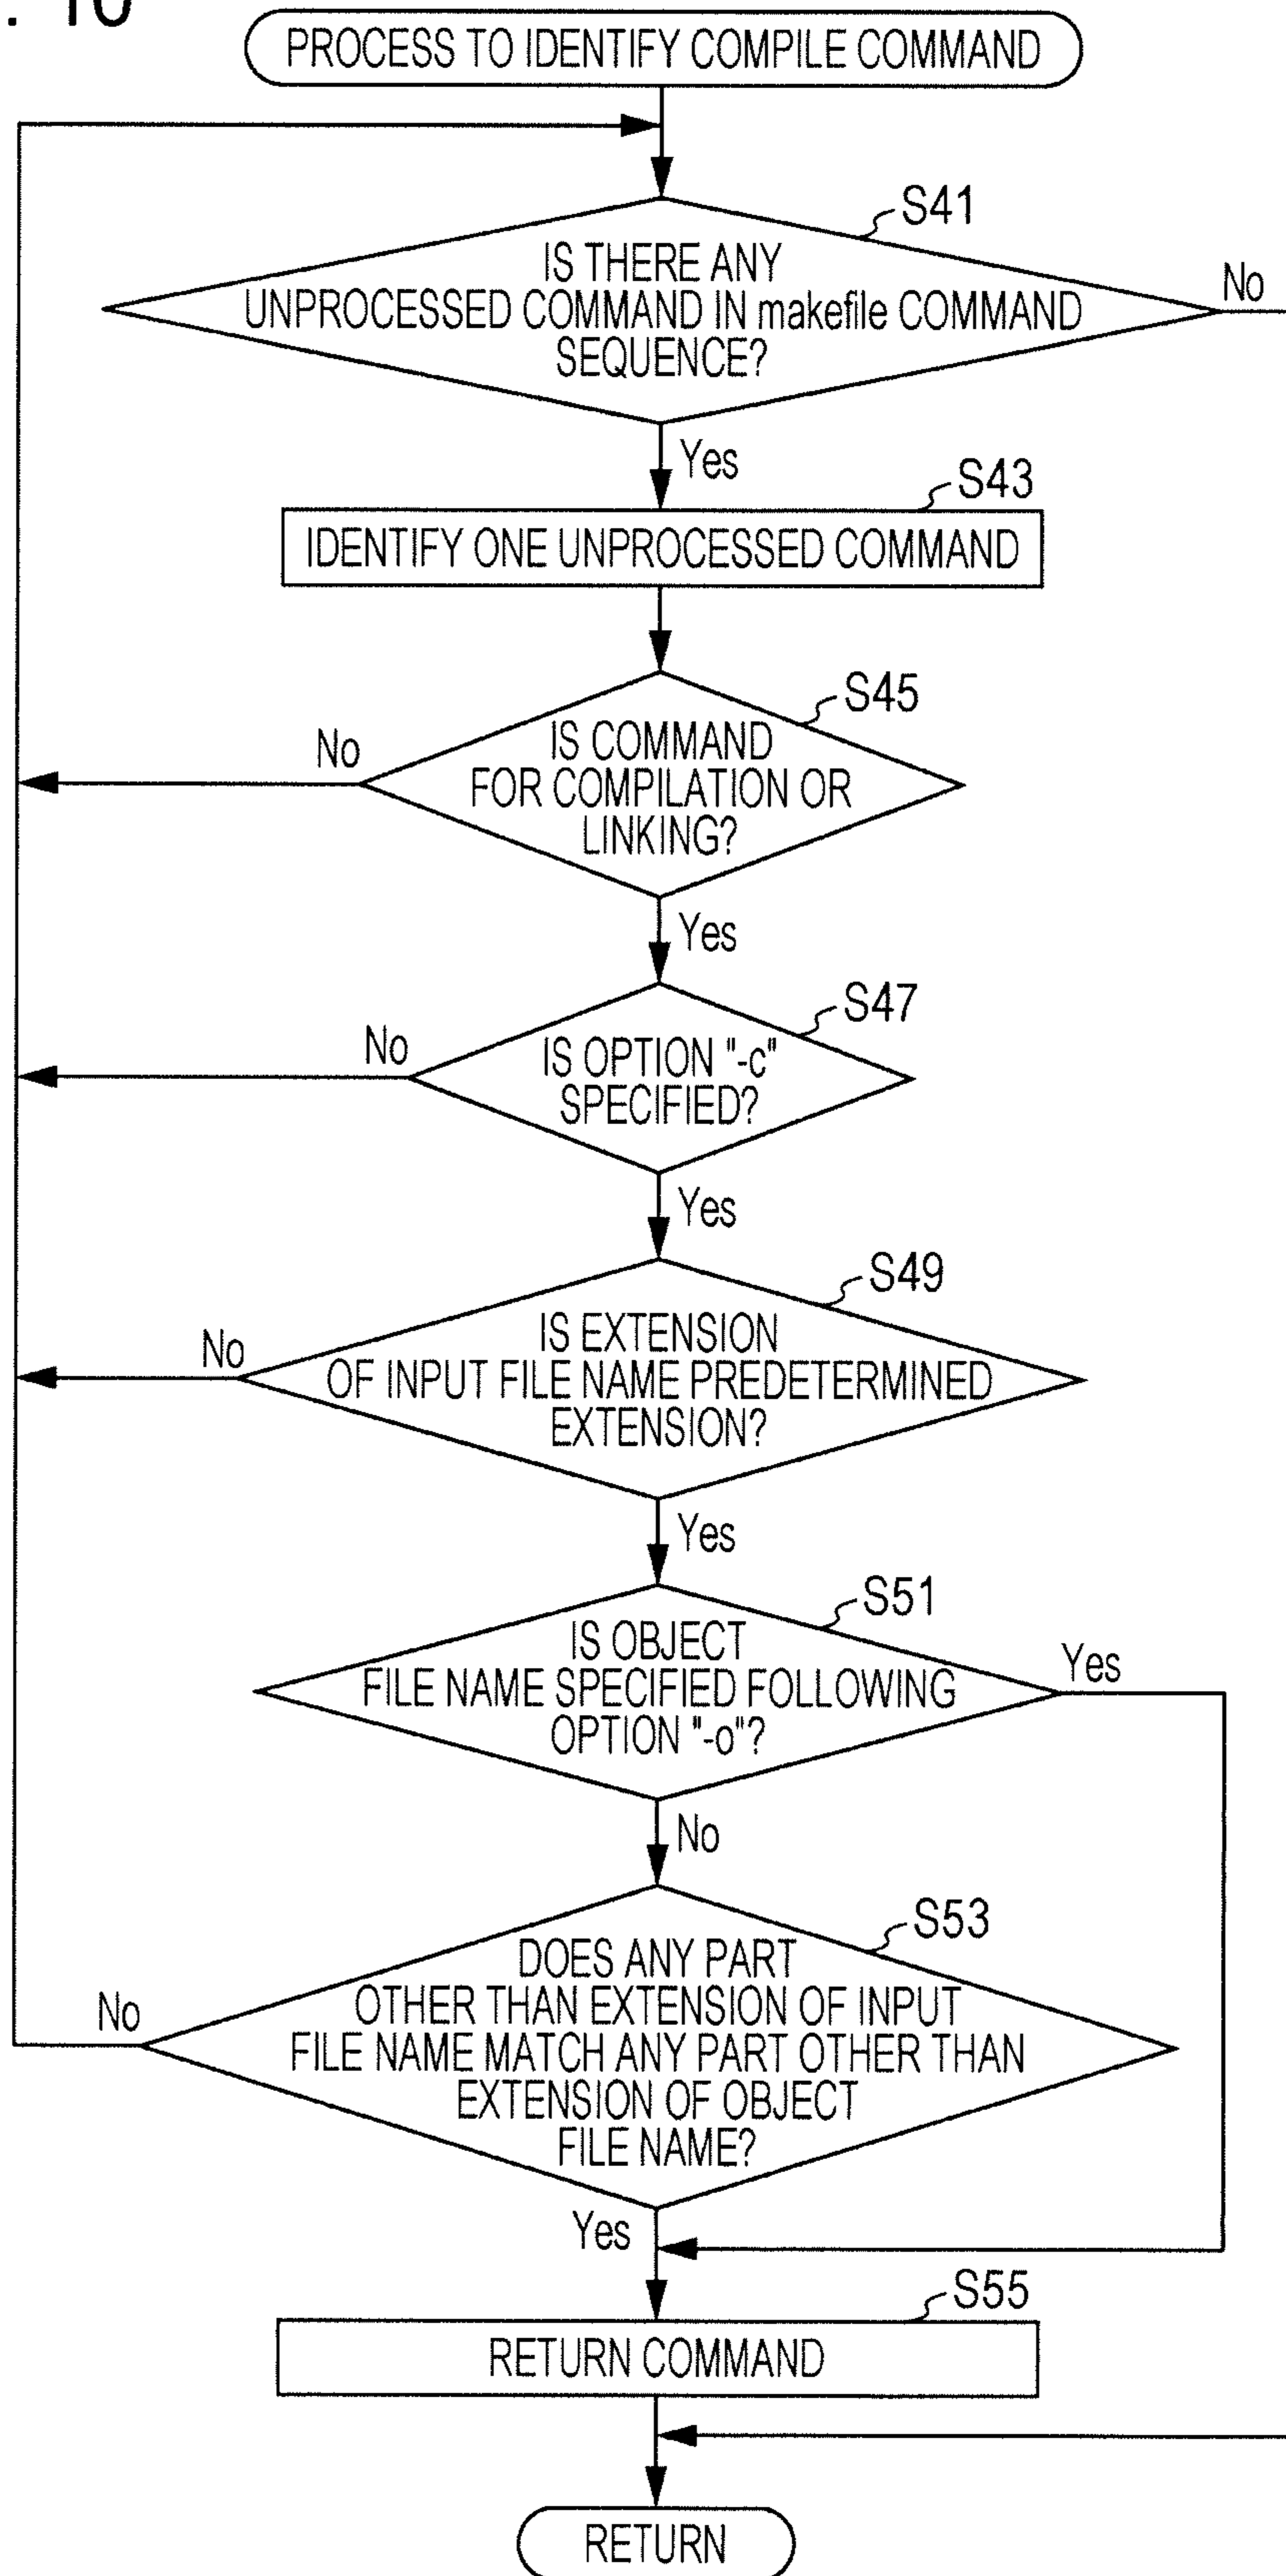 . 10
PROCESS TO IDENTIFY COMPILE COMMAND
S41
IS THERE ANY
UNPROCESSED COMMAND IN makefile COMMAND
SEQUENCE?
No
Yes
S43
IDENTIFY ONE UNPROCESSED COMMAND
S45
IS COMMAND
FOR COMPILATION OR
LINKING?
No
Yes
S47
IS OPTION "-c"
SPECIFIED?
No
Yes
S49
IS EXTENSION
OF INPUT FILE NAME PREDETERMINED
EXTENSION?
No
Yes
S51
IS OBJECT
FILE NAME SPECIFIED FOLLOWING
OPTION "-o"?
Yes
No
S53
DOES ANY PART
OTHER THAN EXTENSION OF INPUT
FILE NAME MATCH ANY PART OTHER THAN
EXTENSION OF OBJECT
FILE NAME?
No
Yes
S55
RETURN COMMAND
RETURN